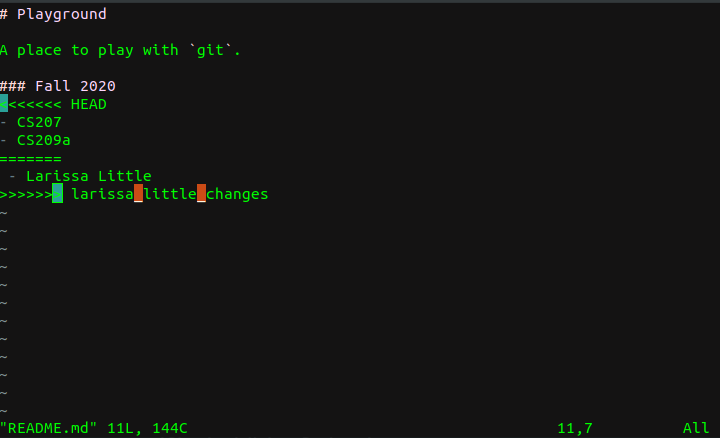 # Playground

A place to play with `git`.

### Fall 2020
<<<<<<< HEAD
- CS207
- CS209a
=======
 - Larissa Little
>>>>>>> larissa_little_changes
~
~
~
~
~
~
~
~
~
~
~
~
"README.md" 11L, 144C 11,7 All